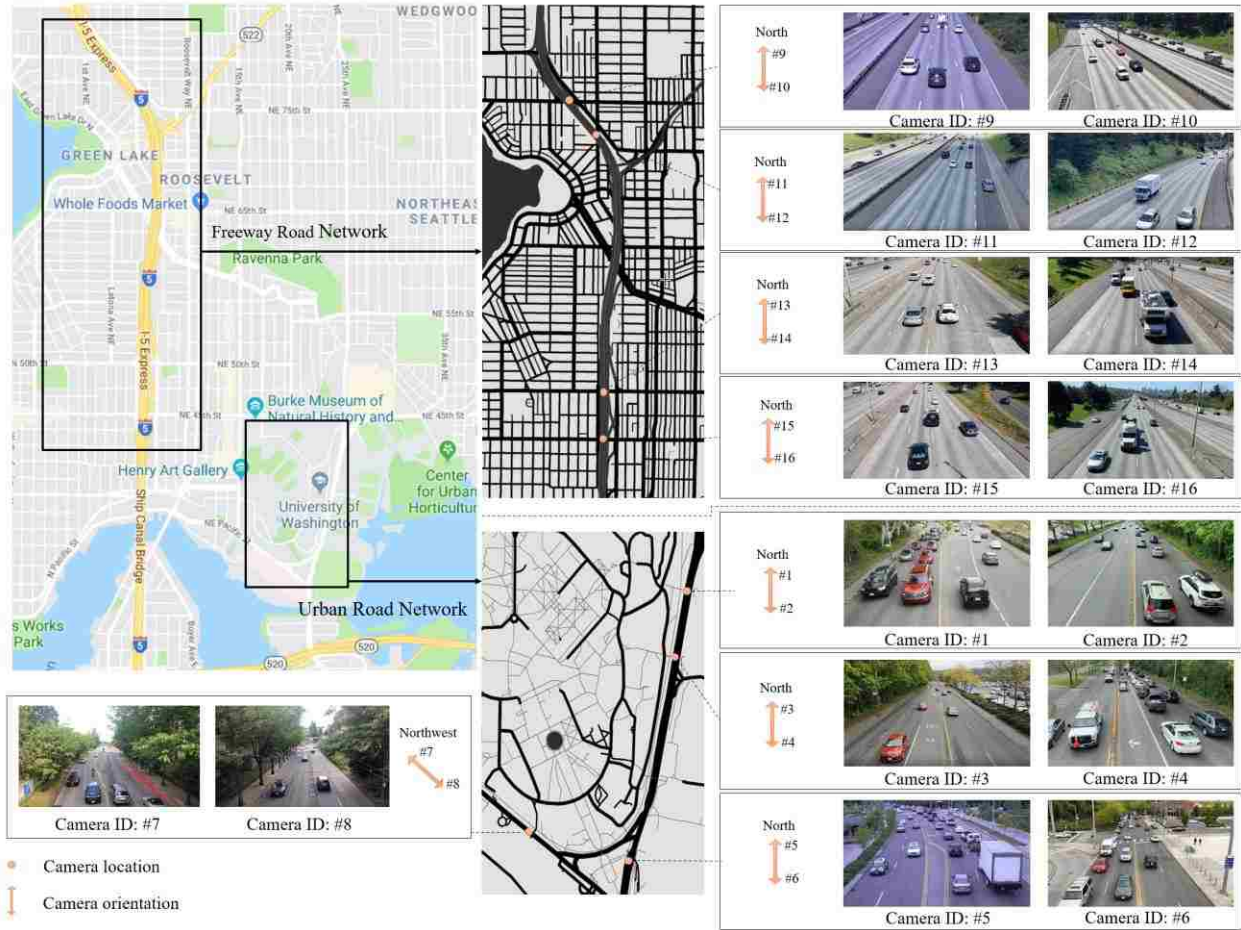 WEDGWOO
I-5 Express
522
20th Ave NE
Roosevelt Way NE
1st Ave NE
15th Ave NE
25th Ave NE
5
East Green Lake Dr N
NE 75th St
GREEN LAKE
ROOSEVELT
Whole Foods Market
NE 65th St
NORTHEAS
SEATTLE
Freeway Road Network
Ravenna Park
5
Latona Ave NE
NE 55th St
35th Ave NE
I-5 Express
N 50th St
NE 50th St
Burke Museum of
Natural History and...
NE 45th St
NE 45th St
5
Henry Art Gallery
University of
Washington
Center
for Urban
Horticultur
Ship Canal Bridge
NE Pacific St
N Pacific St
Urban Road Network
s Works
Park
Boyer Ave E
5
520
520
North
#9
#10
Camera ID: #9
Camera ID: #10
North
#11
#12
Camera ID: #11
Camera ID: #12
North
#13
#14
Camera ID: #13
Camera ID: #14
North
#15
#16
Camera ID: #15
Camera ID: #16
North
#1
#2
Camera ID: #1
Camera ID: #2
North
#3
#4
Camera ID: #3
Camera ID: #4
North
#5
#6
Camera ID: #5
Camera ID: #6
Northwest
#7
#8
Camera ID: #7
Camera ID: #8
Camera location
Camera orientation